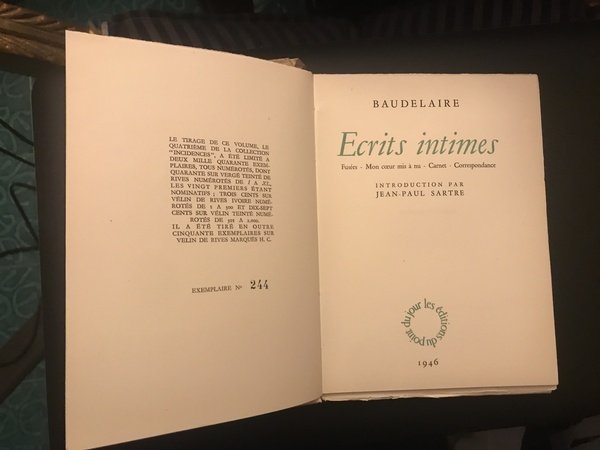 LE TIRAGE DE CE VOLUME, LE
QUATRIÈME DE LA COLLECTION
"INCIDENCES", A ÉTÉ LIMITÉ A
DEUX MILLE QUARANTE EXEM-
PLAIRES, TOUS NUMÉROTÉS, DONT
QUARANTE SUR VERGÉ TEINTÉ DE
RIVES NUMÉROTÉS DE I A XL,
LES VINGT PREMIERS ÉTANT
NOMINATIFS ; TROIS CENTS SUR
VÉLIN DE RIVES IVOIRE NUMÉ-
ROTÉS DE 1 A 300 ET DIX-SEPT
CENTS SUR VÉLIN TEINTÉ NUMÉ-
ROTÉS DE 301 A 2.000.
IL A ÉTÉ TIRÉ EN OUTRE
CINQUANTE EXEMPLAIRES SUR
VELIN DE RIVES MARQUÉS H. C.
EXEMPLAIRE Nº 244
BAUDELAIRE
Ecrits intimes
Fusées - Mon cœur mis à nu - Carnet - Correspondance
INTRODUCTION PAR
JEAN-PAUL SARTRE
les éditions du point du jour
1946